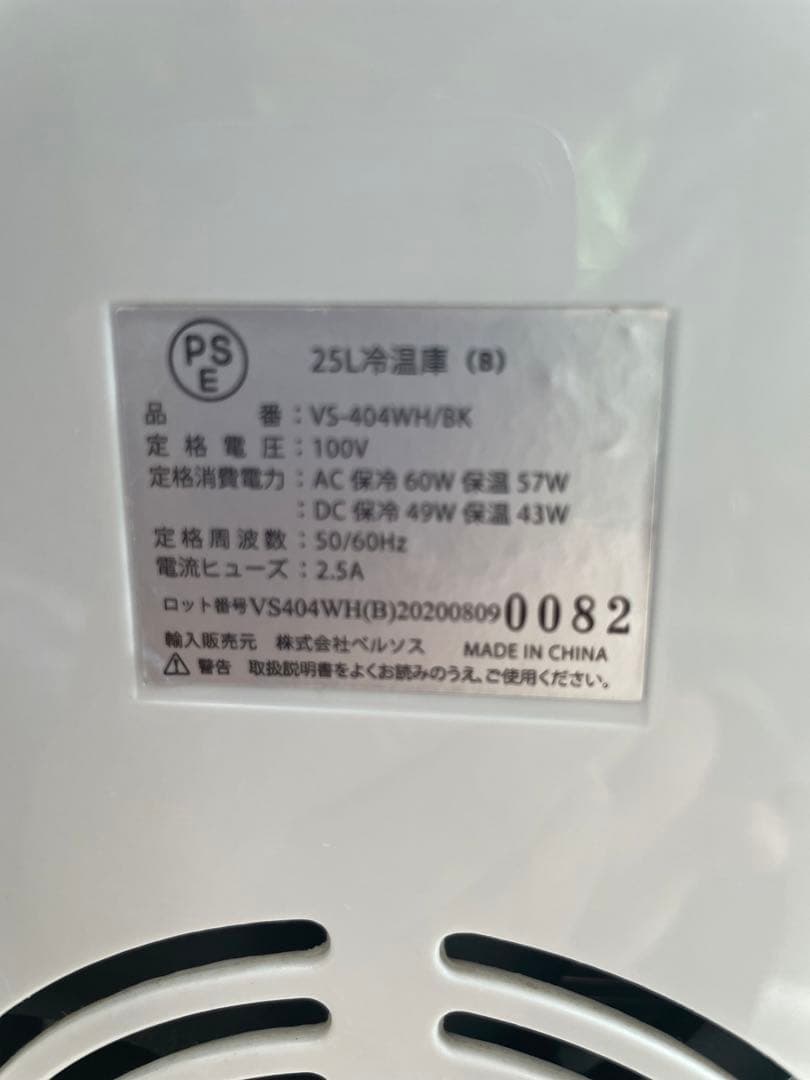 PS
E
25L冷温庫（B）
品番：VS-404WH/BK
定格電圧：100V
定格消費電力：AC 保冷 60W 保温 57W
：DC 保冷 49W 保温 43W
定格周波数：50/60Hz
電流ヒューズ：2.5A
ロット番号VS404WH(B)20200809 0082
輸入販売元　株式会社ベルソス　MADE IN CHINA
警告　取扱説明書をよくお読みのうえ、ご使用ください。